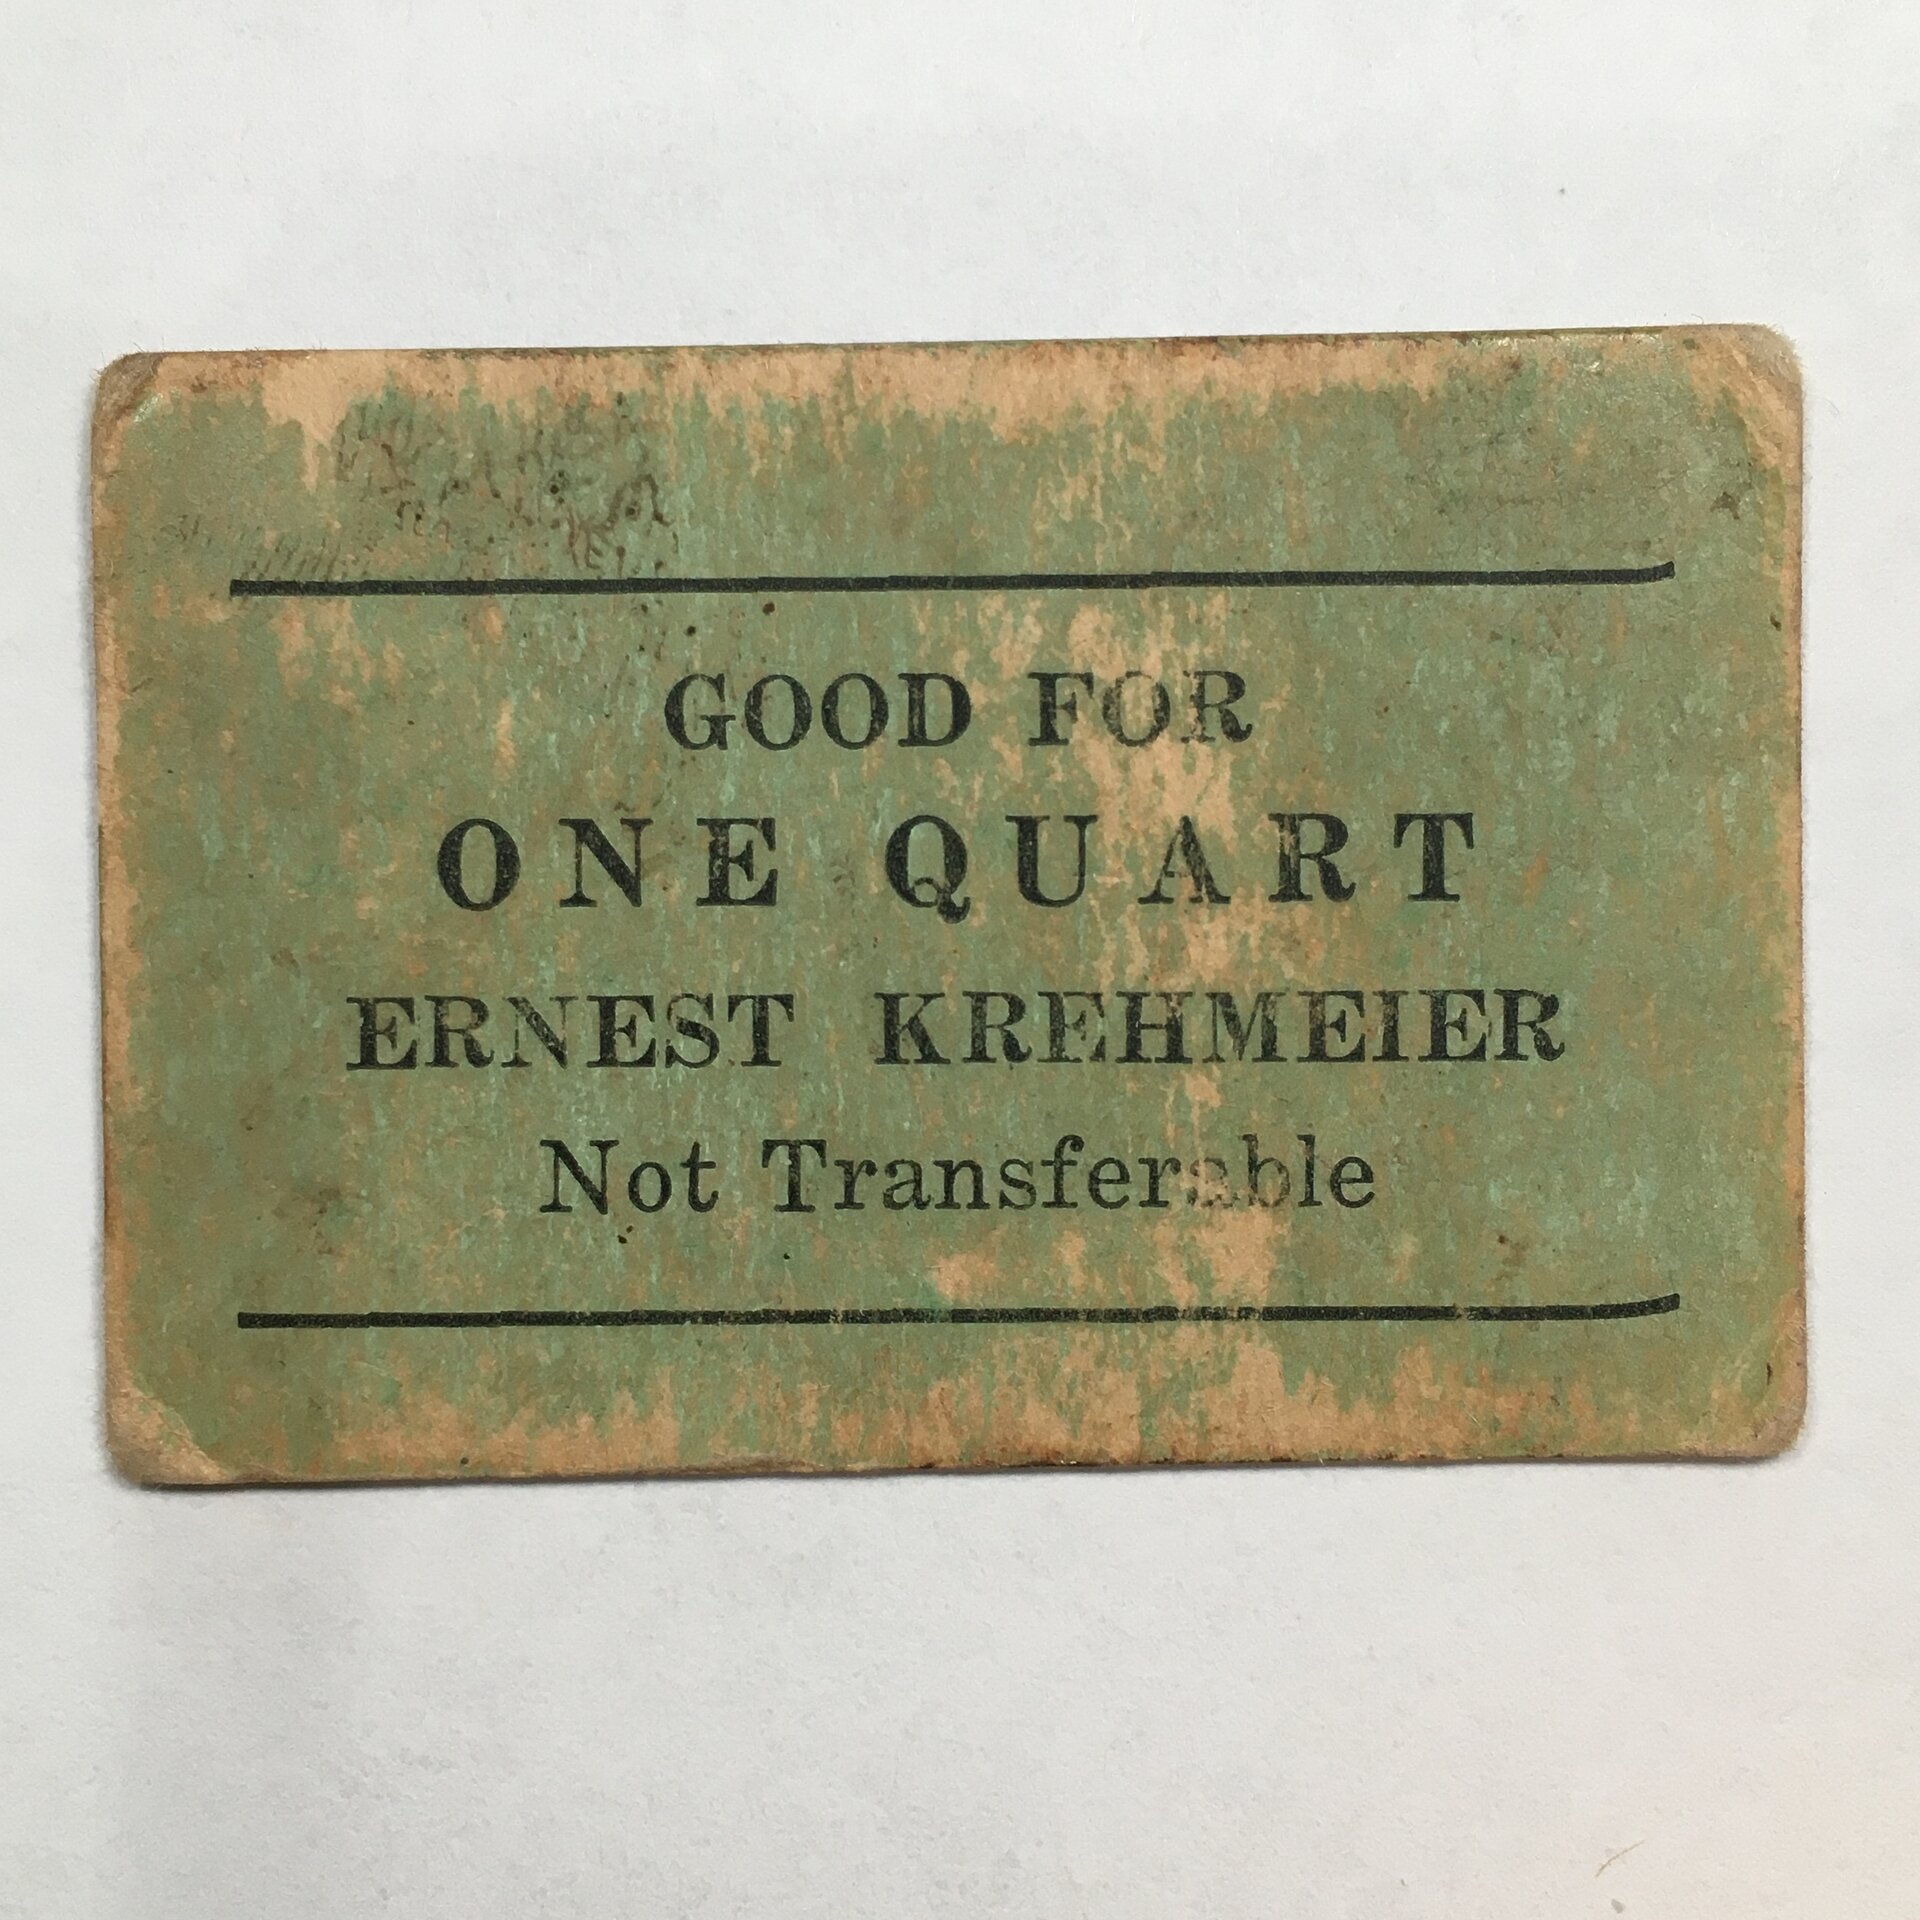 GOOD FOR
ONE QUART
ERNEST KREHMEIER
Not Transferable